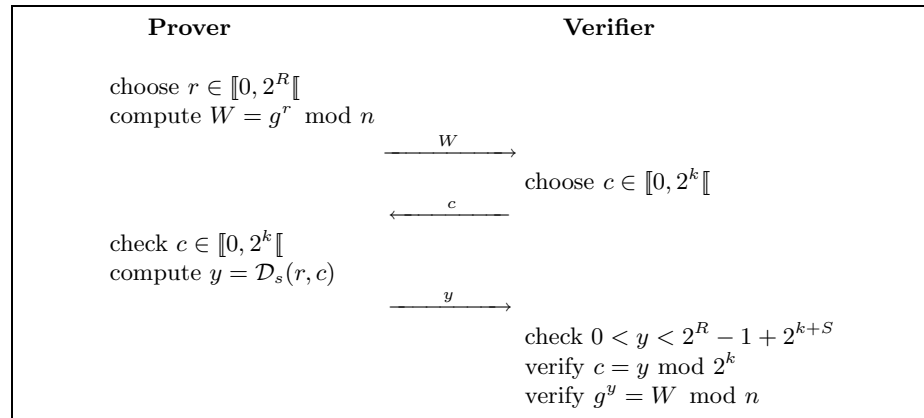 Prover Verifier
choose r ∈ ⟦0, 2^R⟦
compute W = g^r mod n
W
choose c ∈ ⟦0, 2^k⟦
c
check c ∈ ⟦0, 2^k⟦
compute y = 𝒟_s(r, c)
y
check 0 < y < 2^R − 1 + 2^{k+S}
verify c = y mod 2^k
verify g^y = W mod n